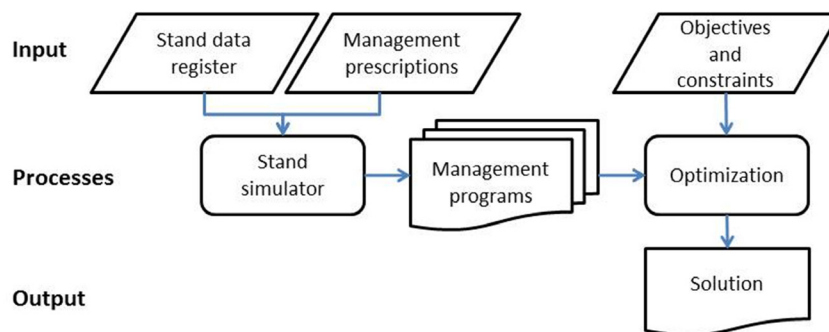 Input
Stand data
register
Management
prescriptions
Objectives
and
constraints
Processes
Stand
simulator
Management
programs
Optimization
Output
Solution